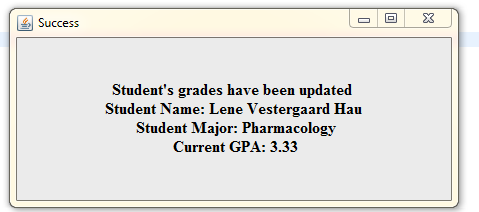 Success
Student's grades have been updated
Student Name: Lene Vestergaard Hau
Student Major: Pharmacology
Current GPA: 3.33